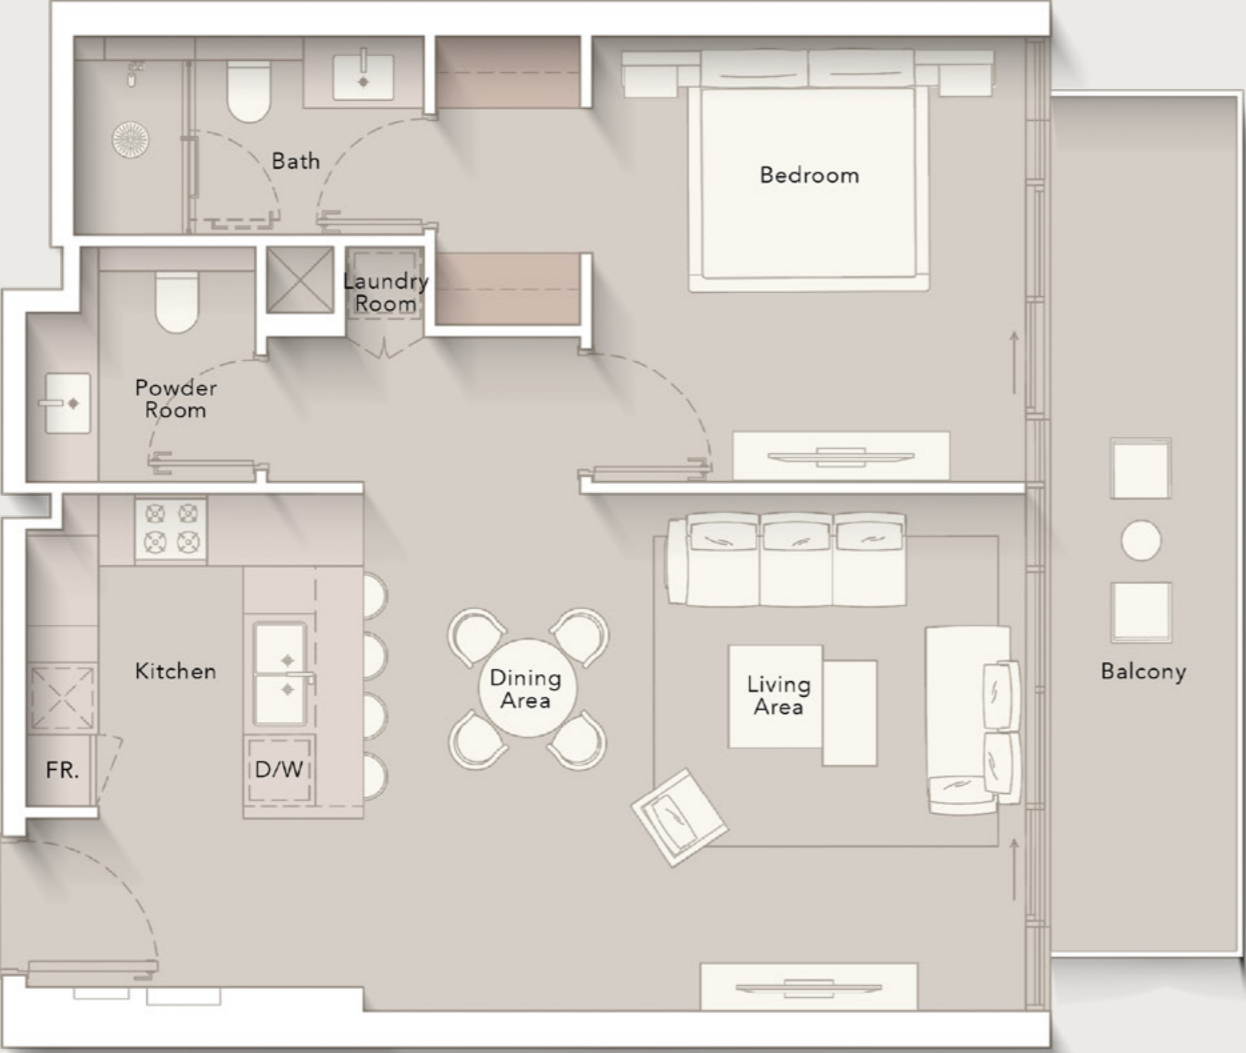 Bath
Bedroom
Laundry
Room
Powder
Room
Kitchen
Dining
Area
Living
Area
Balcony
FR.
D/W